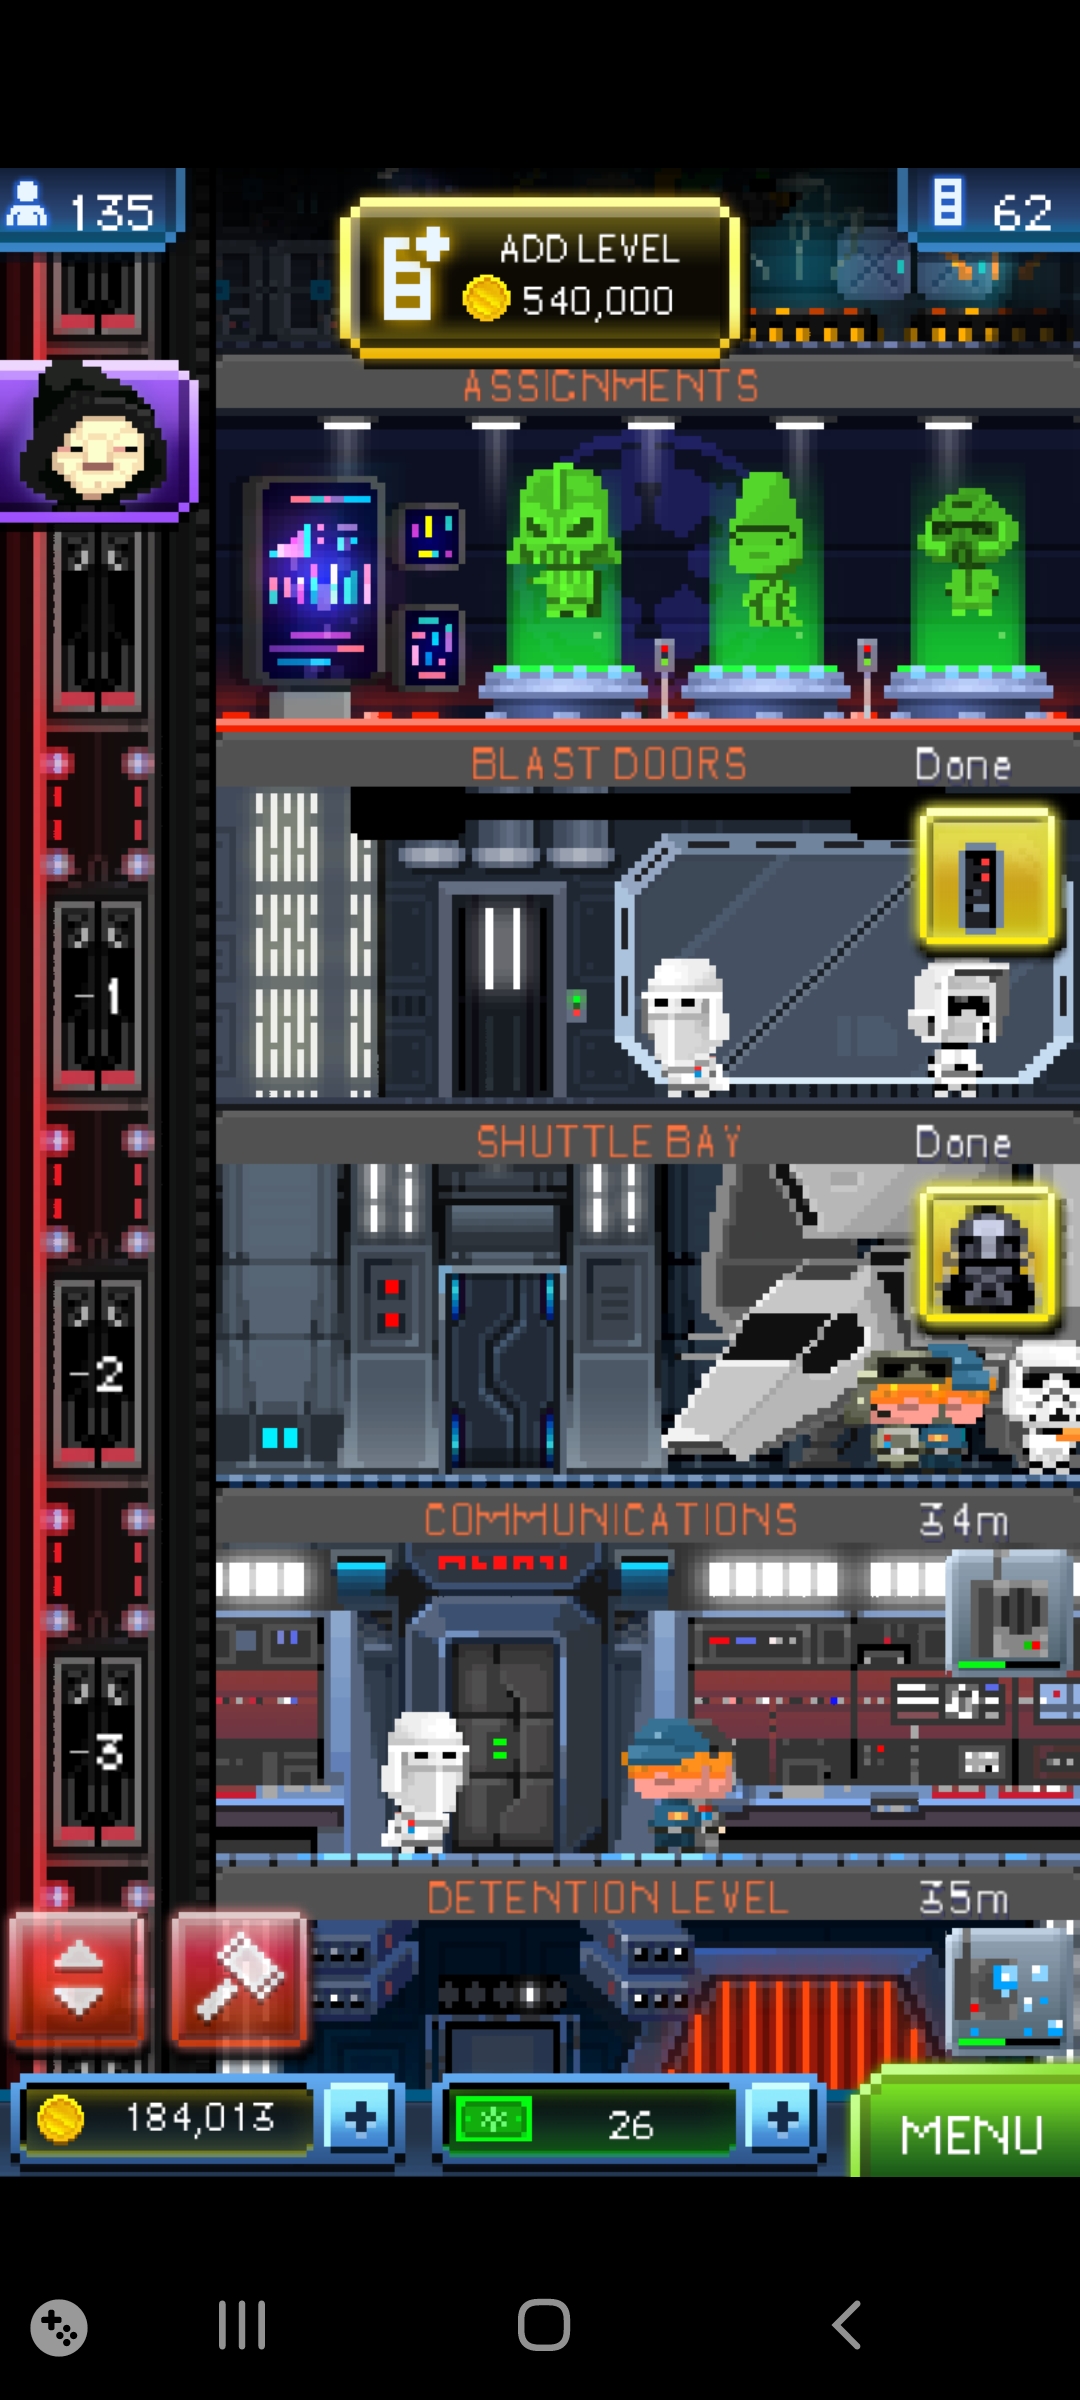 135
ADD LEVEL
540,000
62
ASSIGNMENTS
BLAST DOORS Done
-1
SHUTTLE BAY Done
-2
COMMUNICATIONS 34m
-3
DETENTION LEVEL 35m
184,013
26
MENU